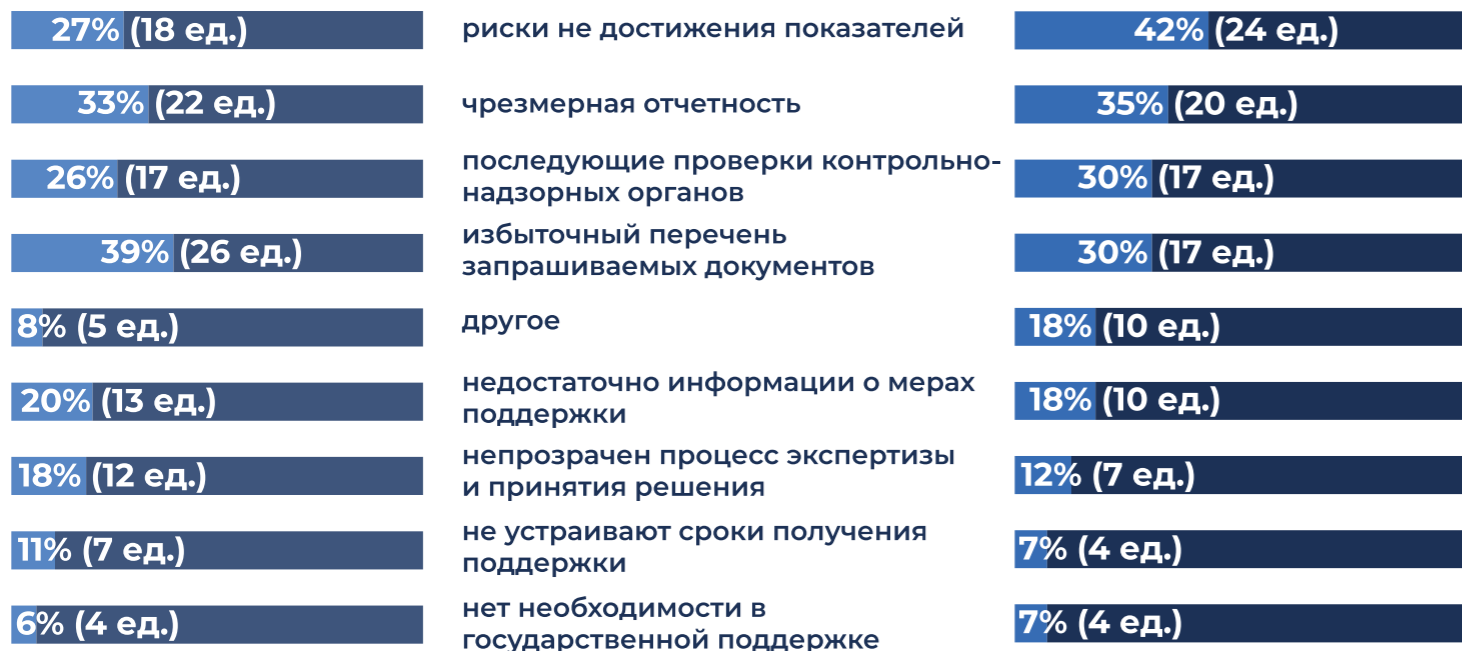 27% (18 ед.)
риски не достижения показателей
42% (24 ед.)
33% (22 ед.)
чрезмерная отчетность
35% (20 ед.)
26% (17 ед.)
последующие проверки контрольно-
надзорных органов
30% (17 ед.)
39% (26 ед.)
избыточный перечень
запрашиваемых документов
30% (17 ед.)
8% (5 ед.)
другое
18% (10 ед.)
20% (13 ед.)
недостаточно информации о мерах
поддержки
18% (10 ед.)
18% (12 ед.)
непрозрачен процесс экспертизы
и принятия решения
12% (7 ед.)
11% (7 ед.)
не устраивают сроки получения
поддержки
7% (4 ед.)
6% (4 ед.)
нет необходимости в
государственной поддержке
7% (4 ед.)